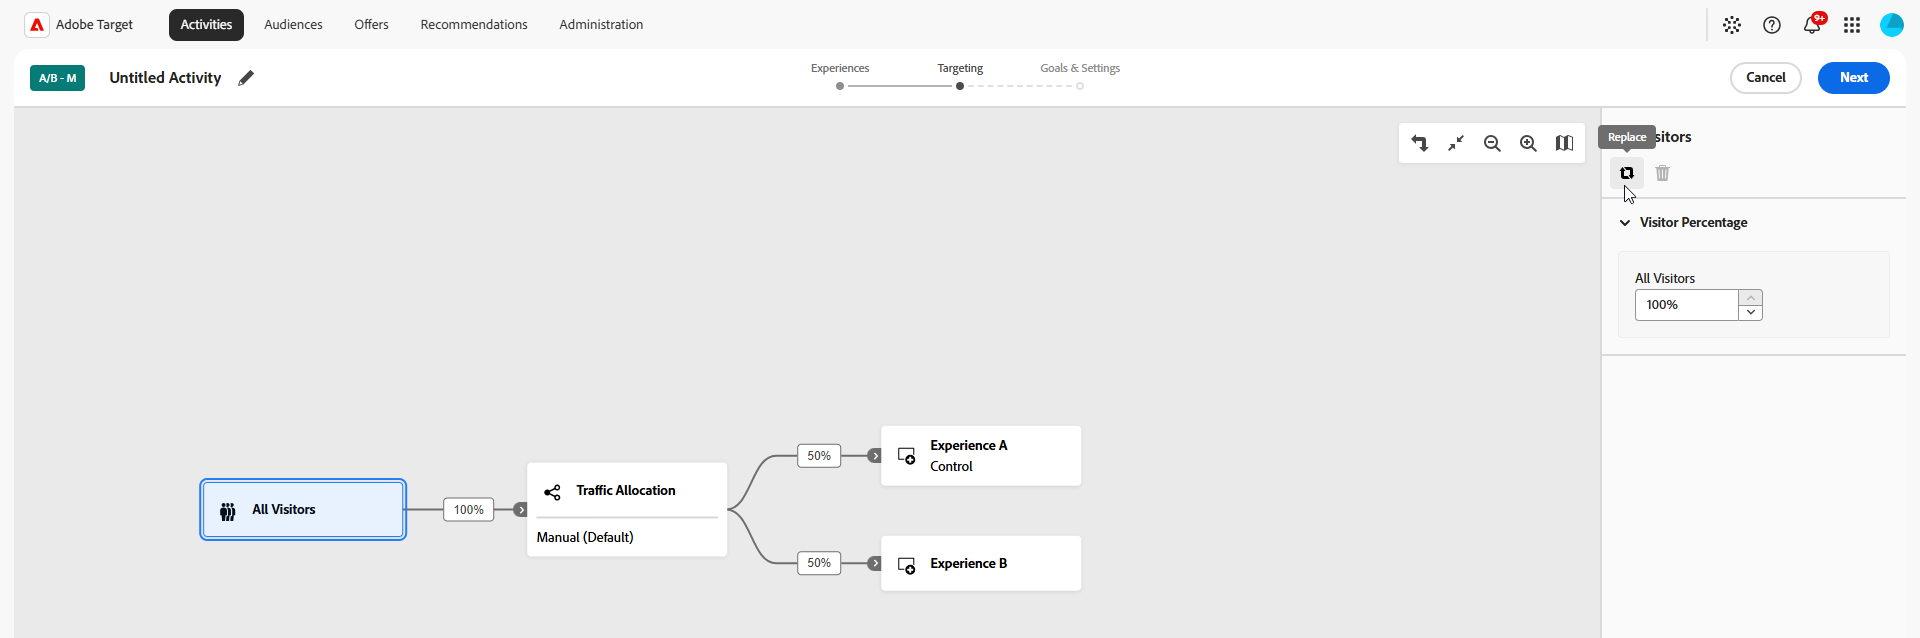 Adobe Target
Activities
Audiences
Offers
Recommendations
Administration
9+
A/B - M
Untitled Activity
Experiences
Targeting
Goals & Settings
Cancel
Next
Replace
sitors
Visitor Percentage
All Visitors
100%
All Visitors
100%
Traffic Allocation
Manual (Default)
50%
Experience A
Control
50%
Experience B